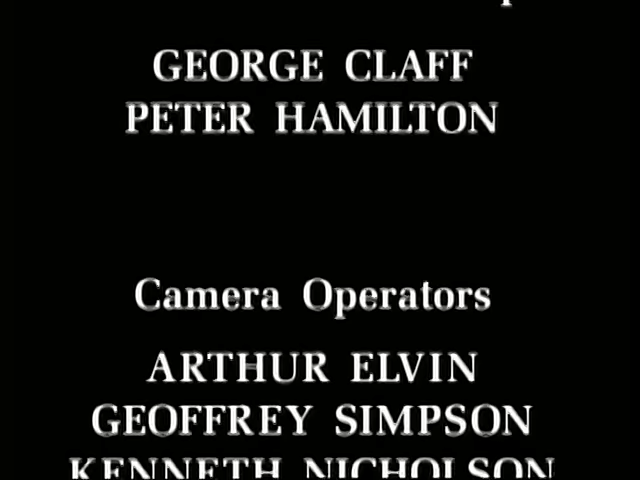 GEORGE CLAFF
PETER HAMILTON
Camera Operators
ARTHUR ELVIN
GEOFFREY SIMPSON
KENNETH NICHOLSON